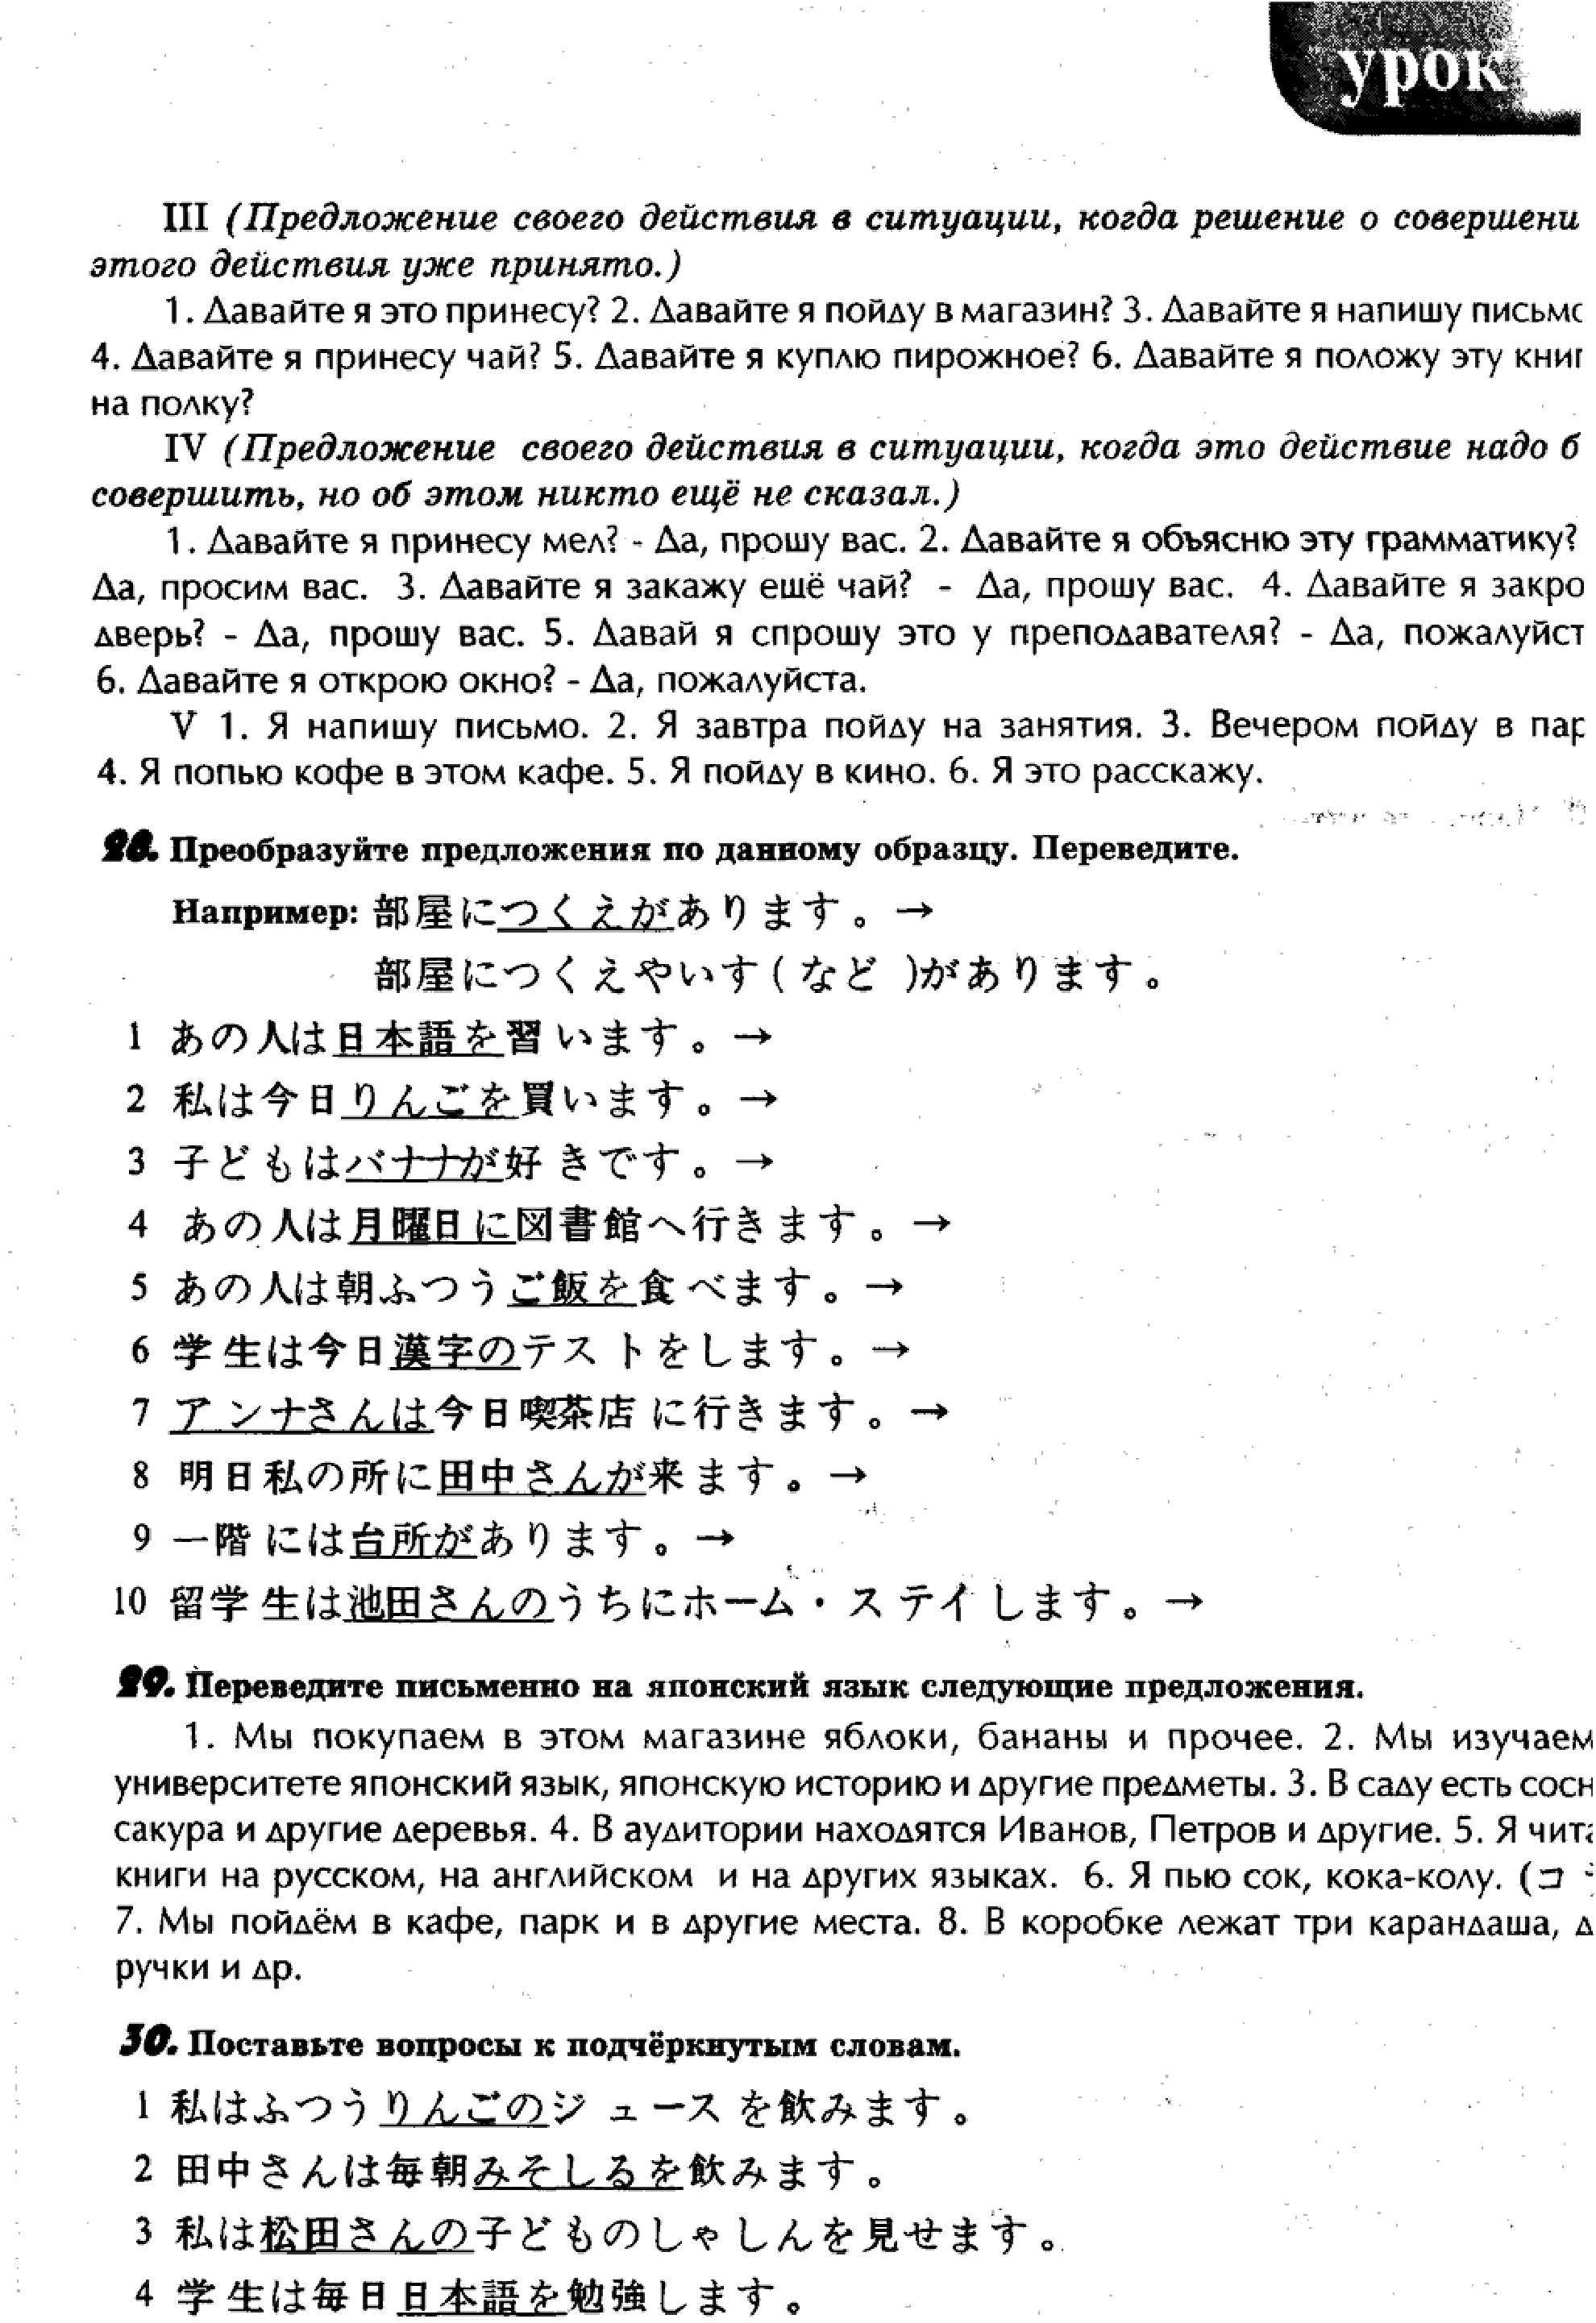 урок
III (Предложение своего действия в ситуации, когда решение о совершени
этого действия уже принято.)
1. Давайте я это принесу? 2. Давайте я пойду в магазин? 3. Давайте я напишу письмо
4. Давайте я принесу чай? 5. Давайте я куплю пирожное? 6. Давайте я положу эту книг
на полку?
IV (Предложение своего действия в ситуации, когда это действие надо б
совершить, но об этом никто ещё не сказал.)
1. Давайте я принесу мел? - Да, прошу вас. 2. Давайте я объясню эту грамматику?
Да, просим вас. 3. Давайте я закажу ешё чай? - Да, прошу вас. 4. Давайте я закро
дверь? - Да, прошу вас. 5. Давай я спрошу это у преподавателя? - Да, пожалуйст
6. Давайте я открою окно? - Да, пожалуйста.
V 1. Я напишу письмо. 2. Я завтра пойду на занятия. 3. Вечером пойду в пар
4. Я попью кофе в этом кафе. 5. Я пойду в кино. 6. Я это расскажу.
28. Преобразуйте предложения по данному образцу. Переведите.
Например: 部屋につくえがあります。→
部屋につくえやいす(など)があります。
1 あの人は日本語を習います。→
2 私は今日りんごを買います。→
3 子どもはバナナが好きです。→
4 あの人は月曜日に図書館へ行きます。→
5 あの人は朝ふつうご飯を食べます。→
6 学生は今日漢字のテストをします。→
7 アンナさんは今日喫茶店に行きます。→
8 明日私の所に田中さんが来ます。→
9 一階には台所があります。→
10 留学生は池田さんのうちにホーム・ステイします。→
29. Переведите письменно на японский язык следующие предложения.
1. Мы покупаем в этом магазине яблоки, бананы и прочее. 2. Мы изучаем
университете японский язык, японскую историю и другие предметы. 3. В саду есть сосн
сакура и другие деревья. 4. В аудитории находятся Иванов, Петров и другие. 5. Я чита
книги на русском, на английском и на других языках. 6. Я пью сок, кока-колу. (コ
7. Мы пойдём в кафе, парк и в другие места. 8. В коробке лежат три карандаша, д
ручки и др.
30. Поставьте вопросы к подчёркнутым словам.
1 私はふつうりんごのジュースを飲みます。
2 田中さんは毎朝みそしるを飲みます。
3 私は松田さんの子どものしゃしんを見せます。
4 学生は毎日日本語を勉強します。